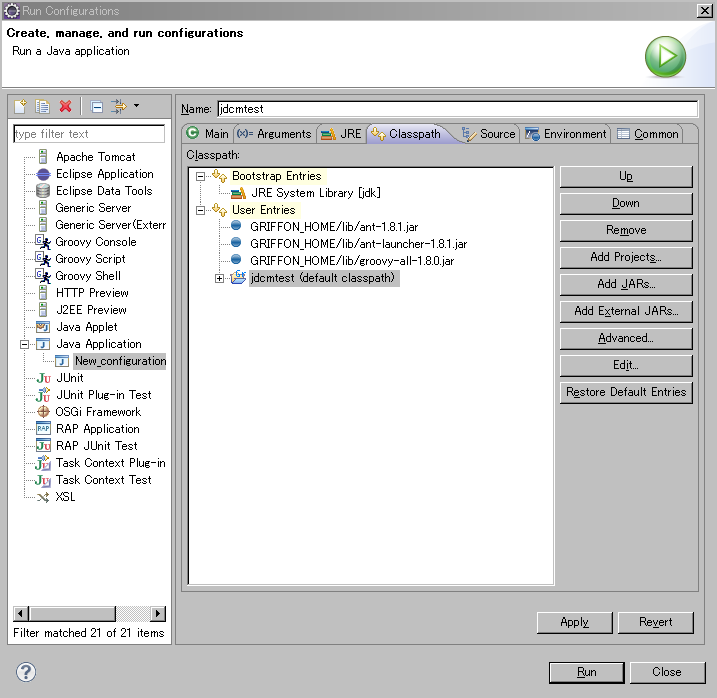 Run Configurations
Create, manage, and run configurations
Run a Java application
type filter text
Apache Tomcat
Eclipse Application
Eclipse Data Tools
Generic Server
Generic Server(Exterr
Groovy Console
Groovy Script
Groovy Shell
HTTP Preview
J2EE Preview
Java Applet
Java Application
New_configuration
JUnit
JUnit Plug-in Test
OSGi Framework
RAP Application
RAP JUnit Test
Task Context Plug-in
Task Context Test
XSL
Filter matched 21 of 21 items
Name: jdcmtest
Main (x)= Arguments JRE Classpath Source Environment Common
Classpath:
Bootstrap Entries
JRE System Library [jdk]
User Entries
GRIFFON_HOME/lib/ant-1.8.1.jar
GRIFFON_HOME/lib/ant-launcher-1.8.1.jar
GRIFFON_HOME/lib/groovy-all-1.8.0.jar
jdcmtest (default classpath)
Up
Down
Remove
Add Projects...
Add JARs...
Add External JARs...
Advanced...
Edit...
Restore Default Entries
Apply Revert
Run Close